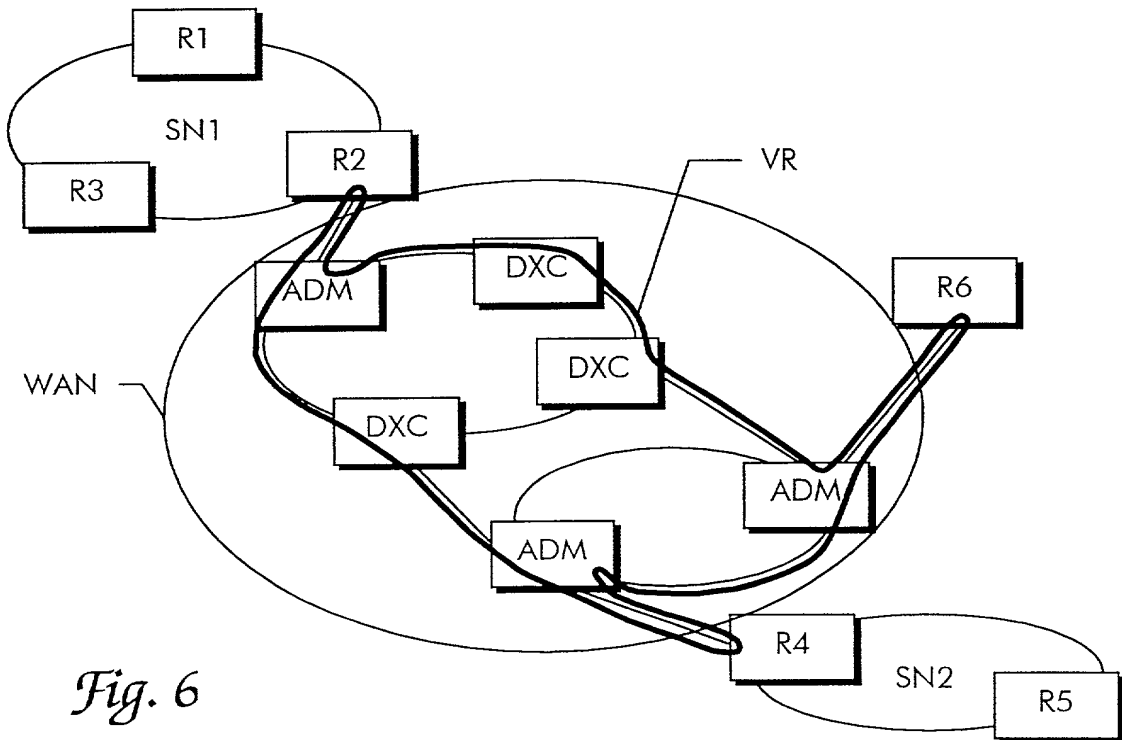 R1
SN1
R2
R3
VR
DXC
ADM
R6
DXC
WAN
DXC
ADM
ADM
R4
SN2
R5
Fig. 6